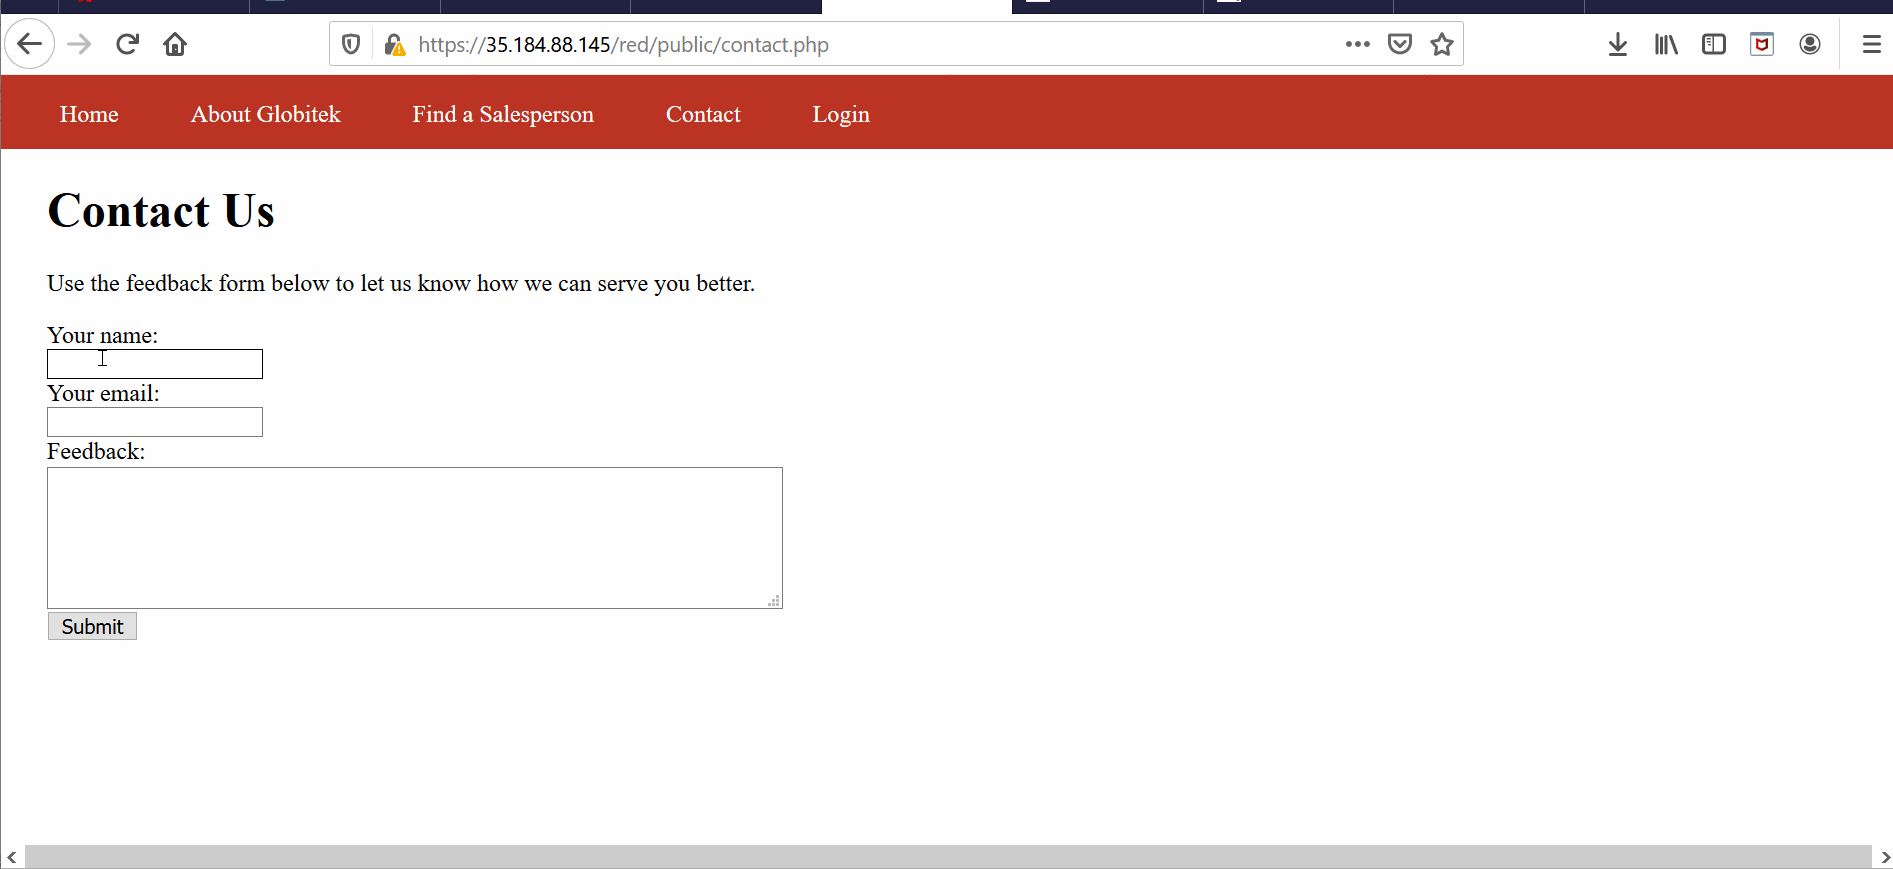 https://35.184.88.145/red/public/contact.php
Home About Globitek Find a Salesperson Contact Login
Contact Us
Use the feedback form below to let us know how we can serve you better.
Your name:
Your email:
Feedback:
Submit